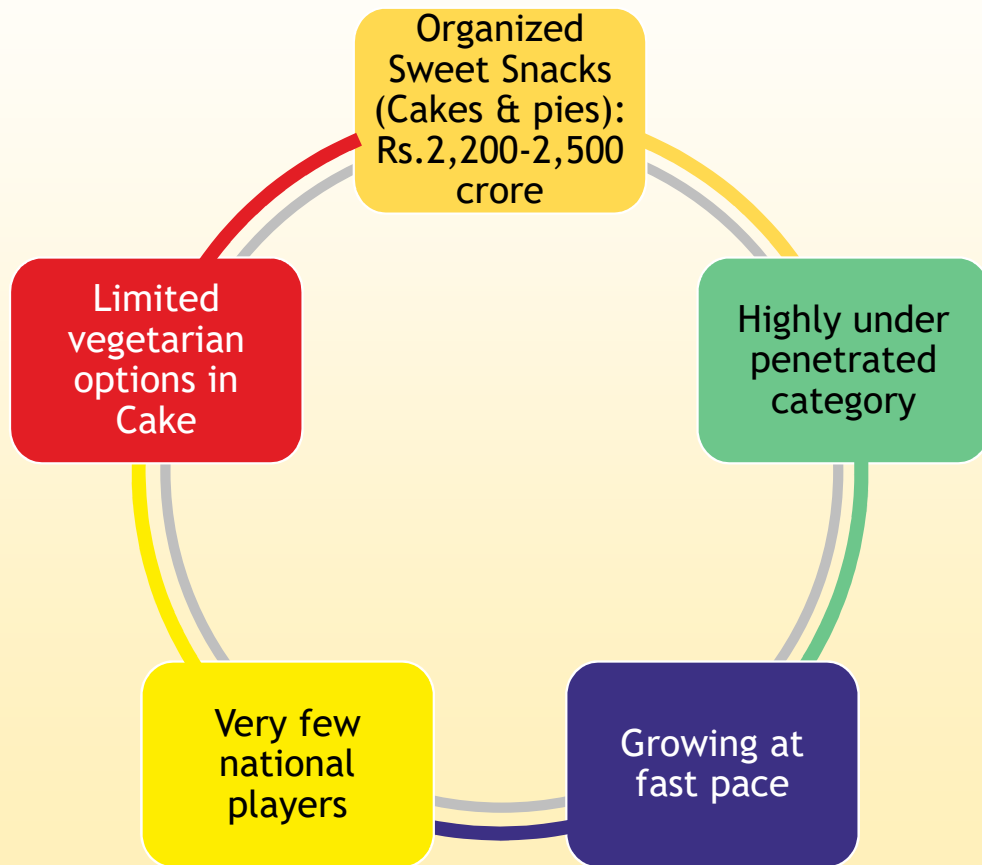 Organized
Sweet Snacks
(Cakes & pies):
Rs.2,200-2,500
crore
Highly under
penetrated
category
Growing at
fast pace
Very few
national
players
Limited
vegetarian
options in
Cake